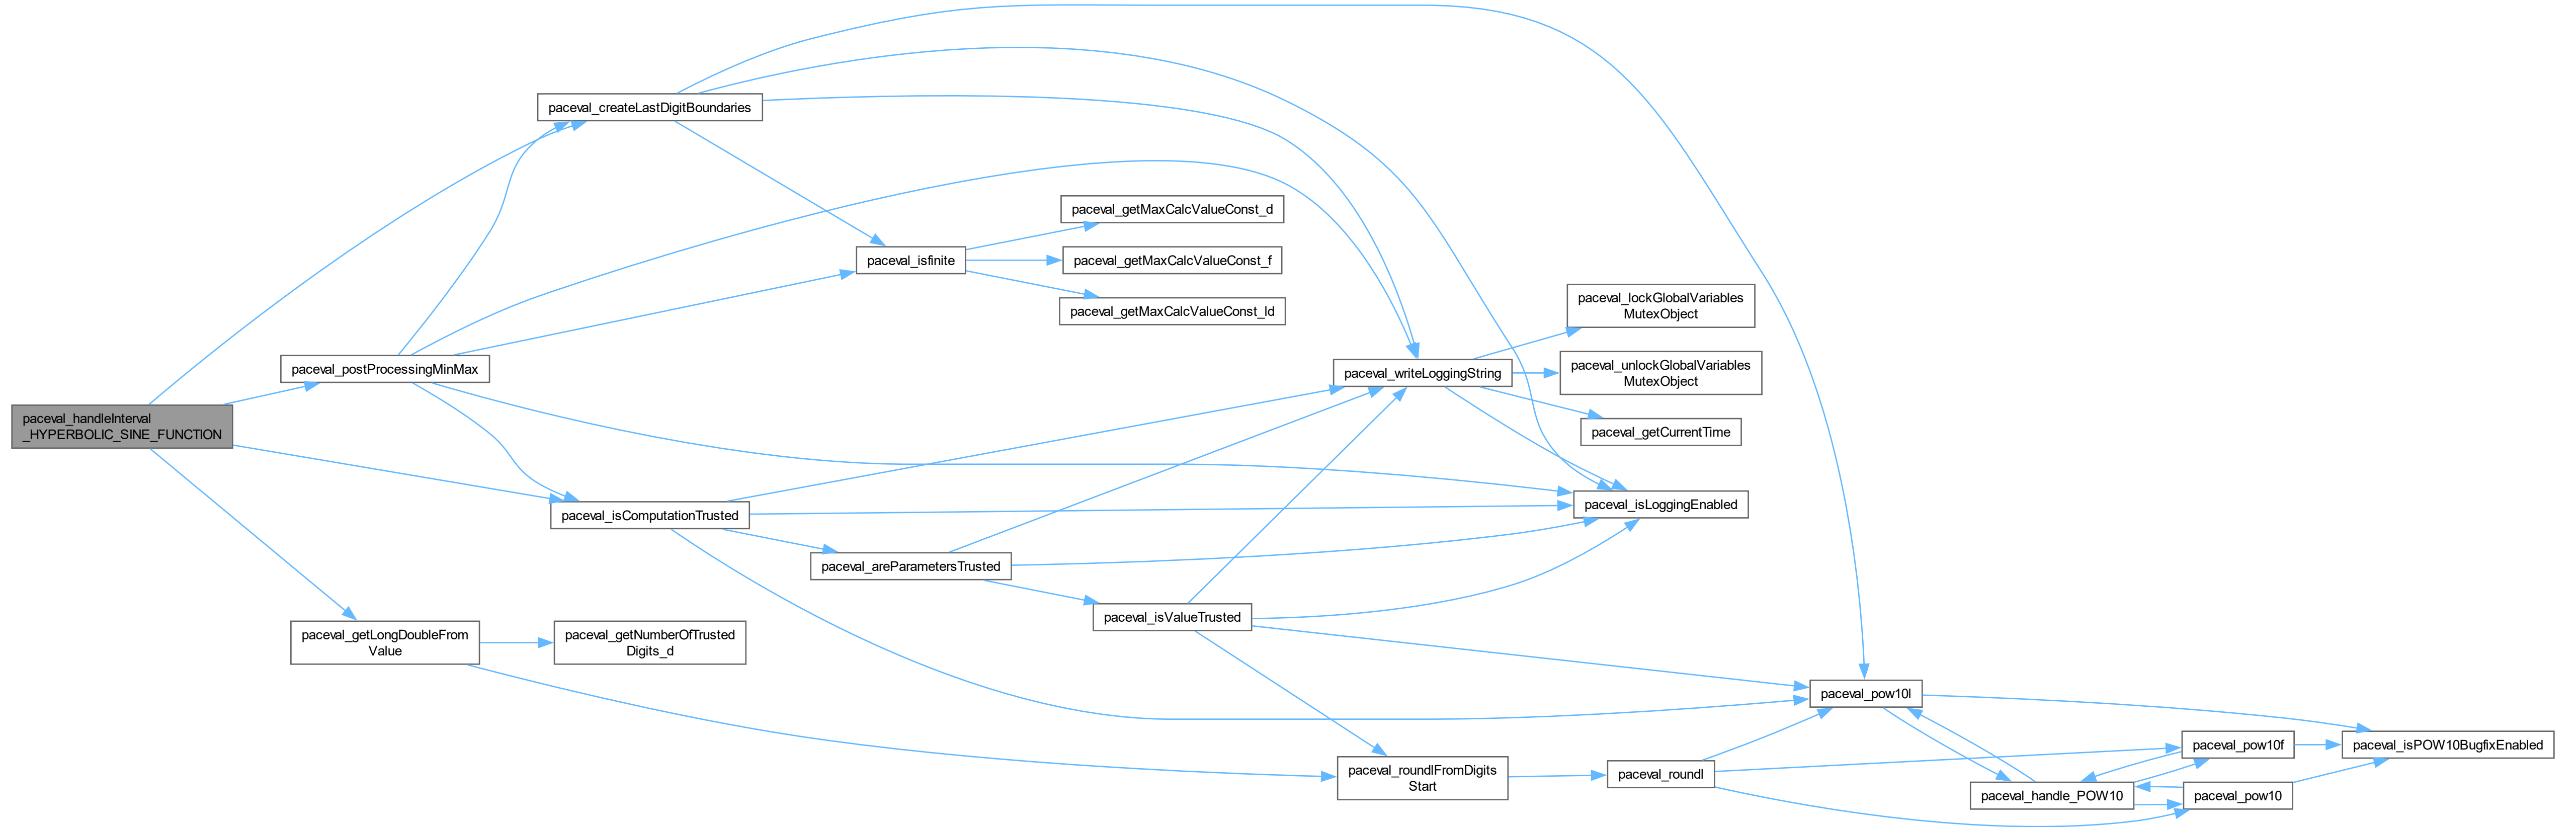 paceval_handleInterval
_HYPERBOLIC_SINE_FUNCTION
paceval_createLastDigitBoundaries
paceval_postProcessingMinMax
paceval_isComputationTrusted
paceval_getLongDoubleFrom
Value
paceval_getNumberOfTrusted
Digits_d
paceval_isfinite
paceval_areParametersTrusted
paceval_getMaxCalcValueConst_d
paceval_getMaxCalcValueConst_f
paceval_getMaxCalcValueConst_ld
paceval_isValueTrusted
paceval_writeLoggingString
paceval_roundlFromDigits
Start
paceval_lockGlobalVariables
MutexObject
paceval_unlockGlobalVariables
MutexObject
paceval_getCurrentTime
paceval_isLoggingEnabled
paceval_roundl
paceval_pow10l
paceval_handle_POW10
paceval_pow10f
paceval_pow10
paceval_isPOW10BugfixEnabled